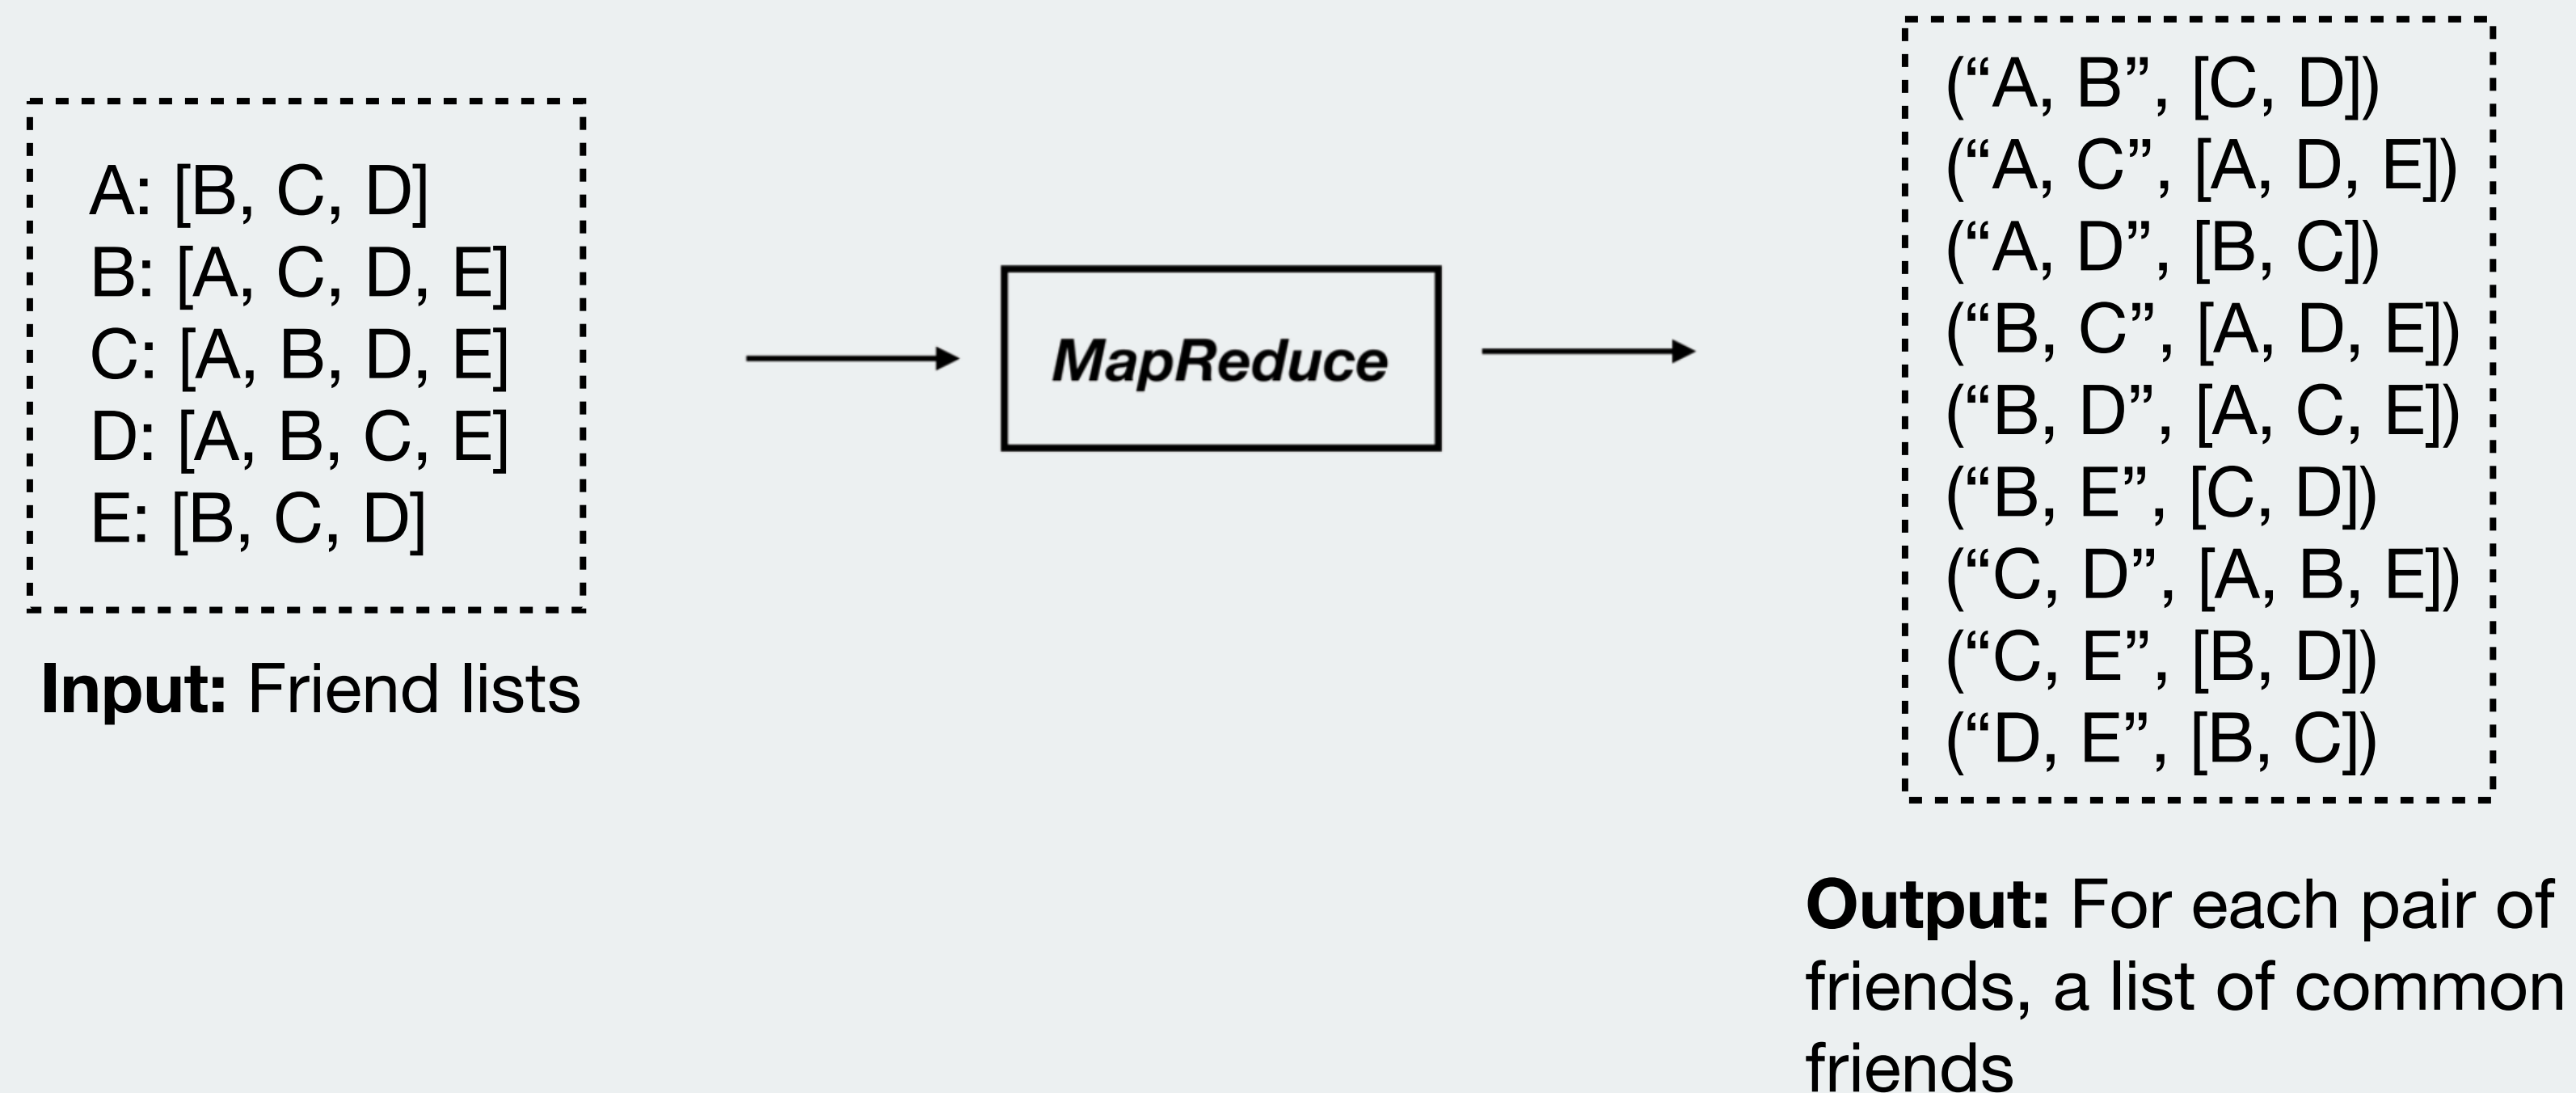 A: [B, C, D]
B: [A, C, D, E]
C: [A, B, D, E]
D: [A, B, C, E]
E: [B, C, D]
Input: Friend lists
MapReduce
(“A, B”, [C, D])
(“A, C”, [A, D, E])
(“A, D”, [B, C])
(“B, C”, [A, D, E])
(“B, D”, [A, C, E])
(“B, E”, [C, D])
(“C, D”, [A, B, E])
(“C, E”, [B, D])
(“D, E”, [B, C])
Output: For each pair of
friends, a list of common
friends